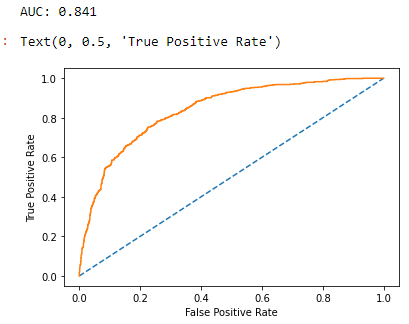 AUC: 0.841
: Text(0, 0.5, 'True Positive Rate')
1.0
0.8
0.6
0.4
0.2
0.0
True Positive Rate
0.0 0.2 0.4 0.6 0.8 1.0
False Positive Rate